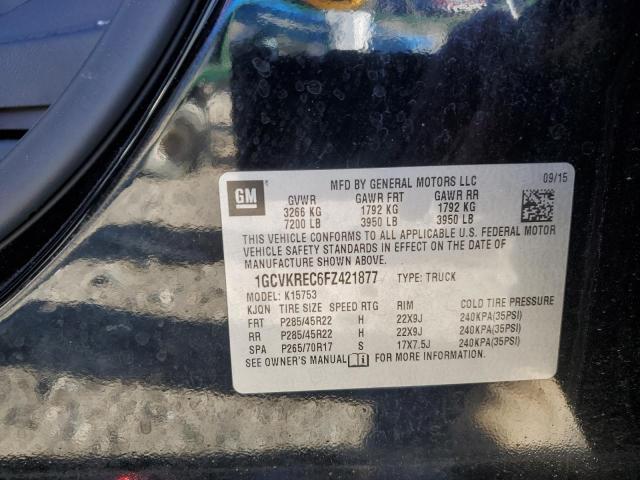 GM
MFD BY GENERAL MOTORS LLC 09/15
GVWR GAWR FRT GAWR RR
3266 KG 1792 KG 1792 KG
7200 LB 3950 LB 3950 LB
THIS VEHICLE CONFORMS TO ALL APPLICABLE U.S. FEDERAL MOTOR
VEHICLE SAFETY STANDARDS IN EFFECT ON THE DATE OF
MANUFACTURE SHOWN ABOVE.
1GCVKREC6FZ421877 TYPE: TRUCK
MODEL: K15753
KJQN TIRE SIZE SPEED RTG RIM COLD TIRE PRESSURE
FRT P285/45R22 H 22X9J 240KPA(35PSI)
RR P285/45R22 H 22X9J 240KPA(35PSI)
SPA P265/70R17 S 17X7.5J 240KPA(35PSI)
SEE OWNER'S MANUAL FOR MORE INFORMATION.